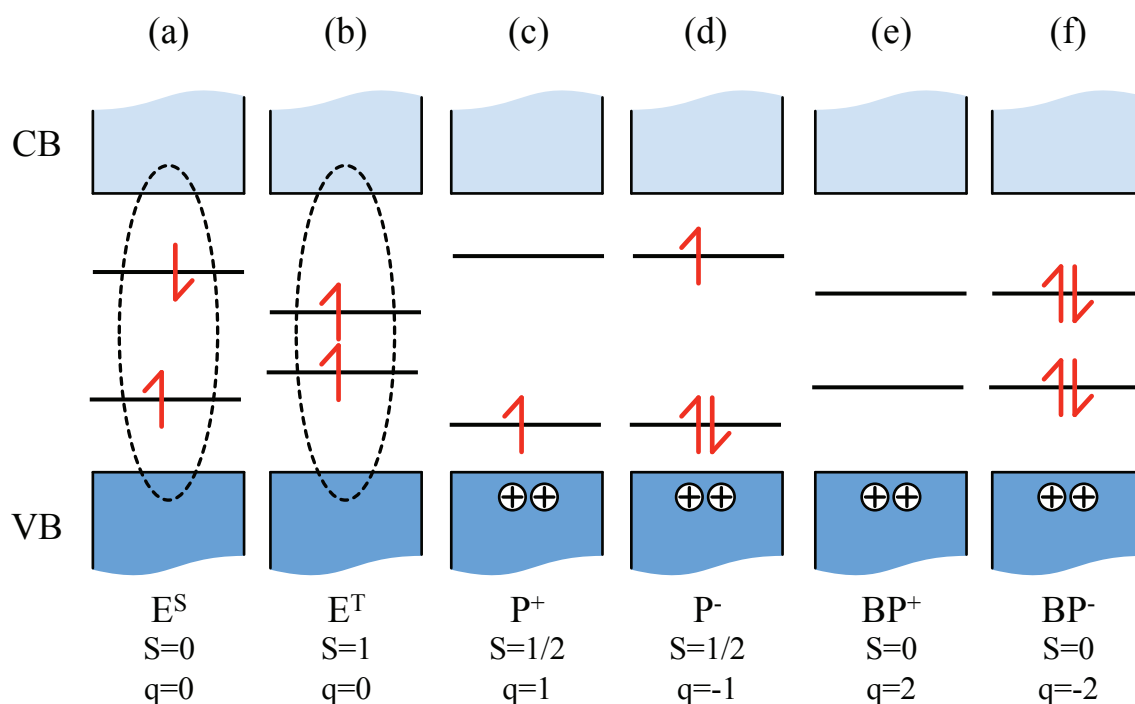 (a) (b) (c) (d) (e) (f)
CB
VB
E^S E^T P^+ P^- BP^+ BP^-
S=0 S=1 S=1/2 S=1/2 S=0 S=0
q=0 q=0 q=1 q=-1 q=2 q=-2